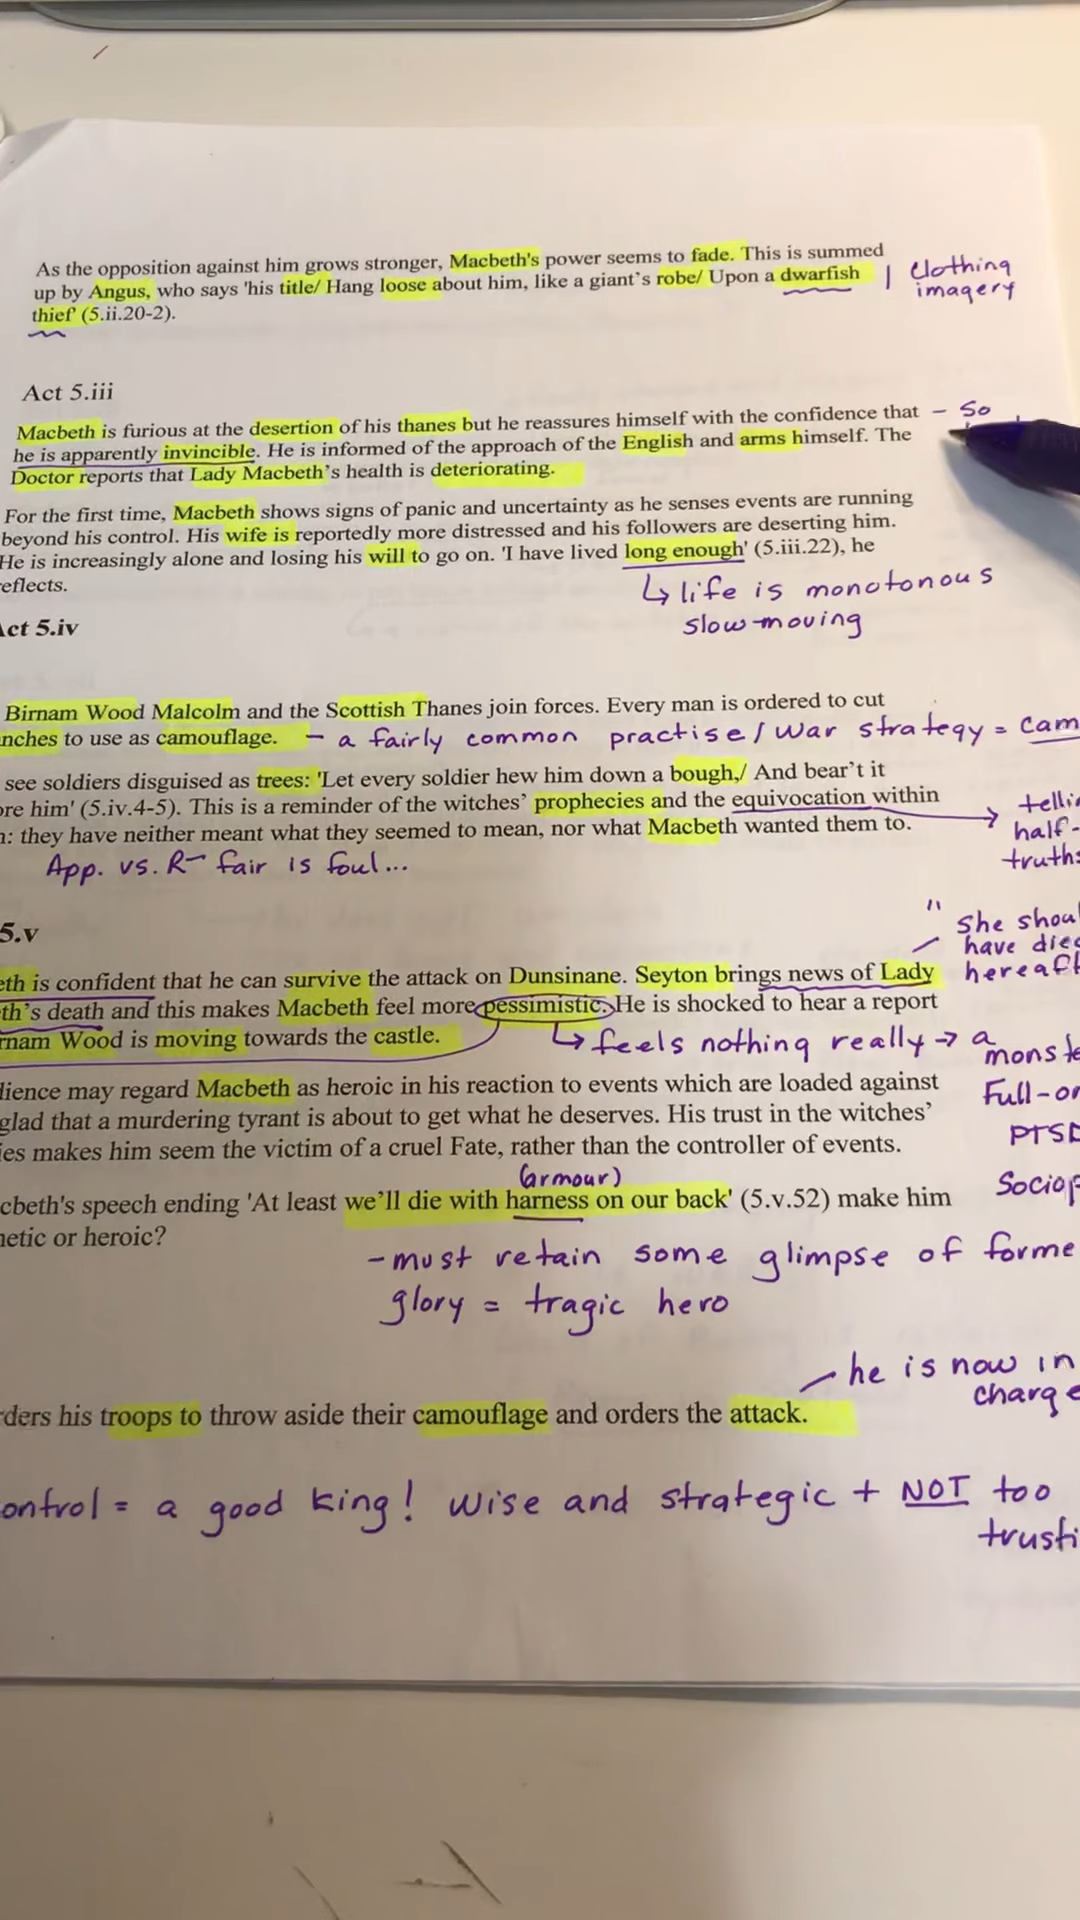 As the opposition against him grows stronger, Macbeth's power seems to fade. This is summed
up by Angus, who says 'his title/ Hang loose about him, like a giant's robe/ Upon a dwarfish
thief' (5.ii.20-2).
Clothing
imagery
Act 5.iii
Macbeth is furious at the desertion of his thanes but he reassures himself with the confidence that
he is apparently invincible. He is informed of the approach of the English and arms himself. The
Doctor reports that Lady Macbeth's health is deteriorating.
- So
For the first time, Macbeth shows signs of panic and uncertainty as he senses events are running
beyond his control. His wife is reportedly more distressed and his followers are deserting him.
He is increasingly alone and losing his will to go on. 'I have lived long enough' (5.iii.22), he
eflects.
↳ life is monotonous
slow-moving
Act 5.iv
Birnam Wood Malcolm and the Scottish Thanes join forces. Every man is ordered to cut
nches to use as camouflage.
- a fairly common practise / war strategy = cam
see soldiers disguised as trees: 'Let every soldier hew him down a bough,/ And bear't it
ore him' (5.iv.4-5). This is a reminder of the witches' prophecies and the equivocation within
: they have neither meant what they seemed to mean, nor what Macbeth wanted them to.
→ telli
half-
truths
App. vs. R- fair is foul...
5.v
" she shoul
have died
hereaft
eth is confident that he can survive the attack on Dunsinane. Seyton brings news of Lady
th's death and this makes Macbeth feel more pessimistic. He is shocked to hear a report
rnam Wood is moving towards the castle.
↳ feels nothing really → a
monste
Full-on
PTSD
Sociop
dience may regard Macbeth as heroic in his reaction to events which are loaded against
glad that a murdering tyrant is about to get what he deserves. His trust in the witches'
ies makes him seem the victim of a cruel Fate, rather than the controller of events.
(armour)
cbeth's speech ending 'At least we'll die with harness on our back' (5.v.52) make him
netic or heroic?
- must retain some glimpse of forme
glory = tragic hero
- he is now in
charge
ders his troops to throw aside their camouflage and orders the attack.
ontrol = a good king! wise and strategic + NOT too
trusti